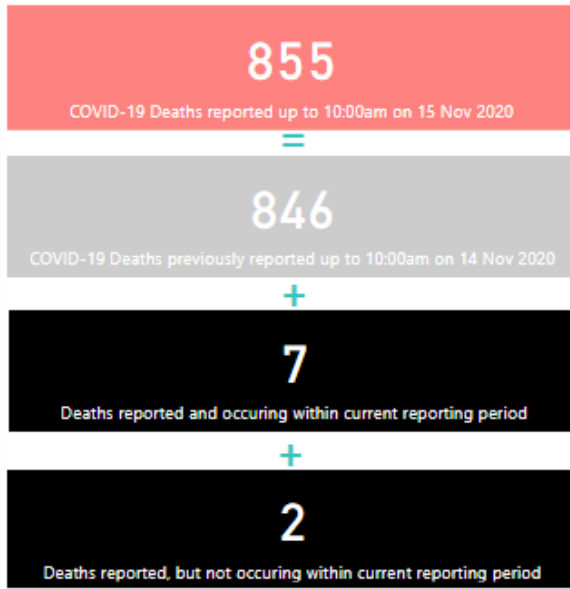 855
COVID-19 Deaths reported up to 10:00am on 15 Nov 2020
=
846
COVID-19 Deaths previously reported up to 10:00am on 14 Nov 2020
+
7
Deaths reported and occuring within current reporting period
+
2
Deaths reported, but not occuring within current reporting period